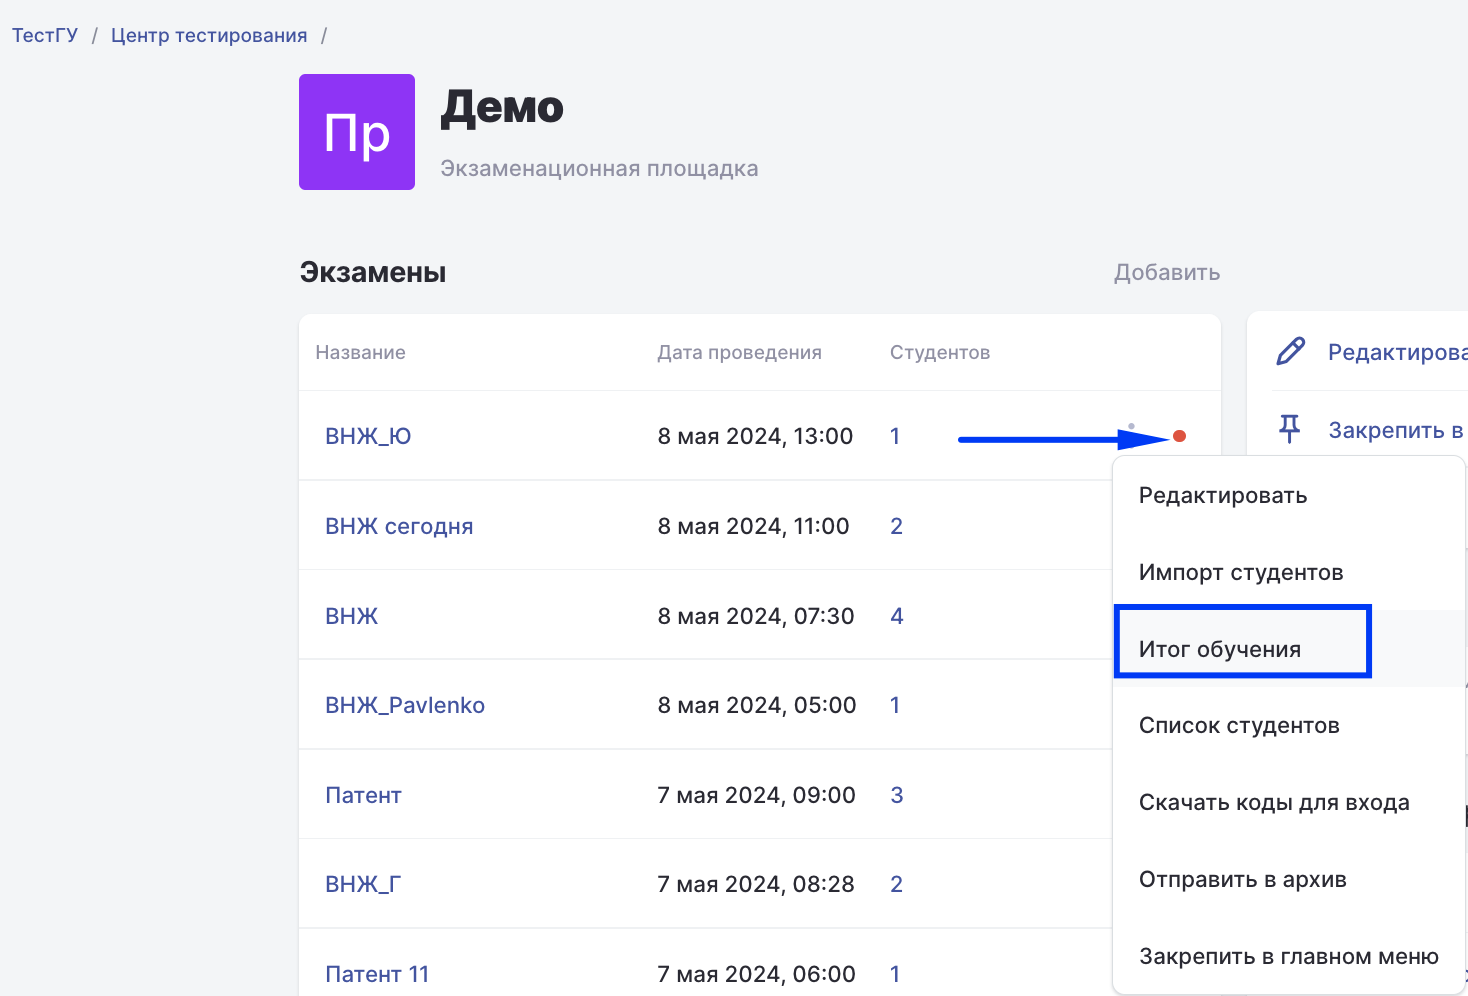 ТестГУ / Центр тестирования /
Пр
Демо
Экзаменационная площадка
Экзамены
Добавить
Название Дата проведения Студентов
ВНЖ_Ю 8 мая 2024, 13:00 1
ВНЖ сегодня 8 мая 2024, 11:00 2
ВНЖ 8 мая 2024, 07:30 4
ВНЖ_Pavlenko 8 мая 2024, 05:00 1
Патент 7 мая 2024, 09:00 3
ВНЖ_Г 7 мая 2024, 08:28 2
Патент 11 7 мая 2024, 06:00 1
Редактирова
Закрепить в
Редактировать
Импорт студентов
Итог обучения
Список студентов
Скачать коды для входа
Отправить в архив
Закрепить в главном меню